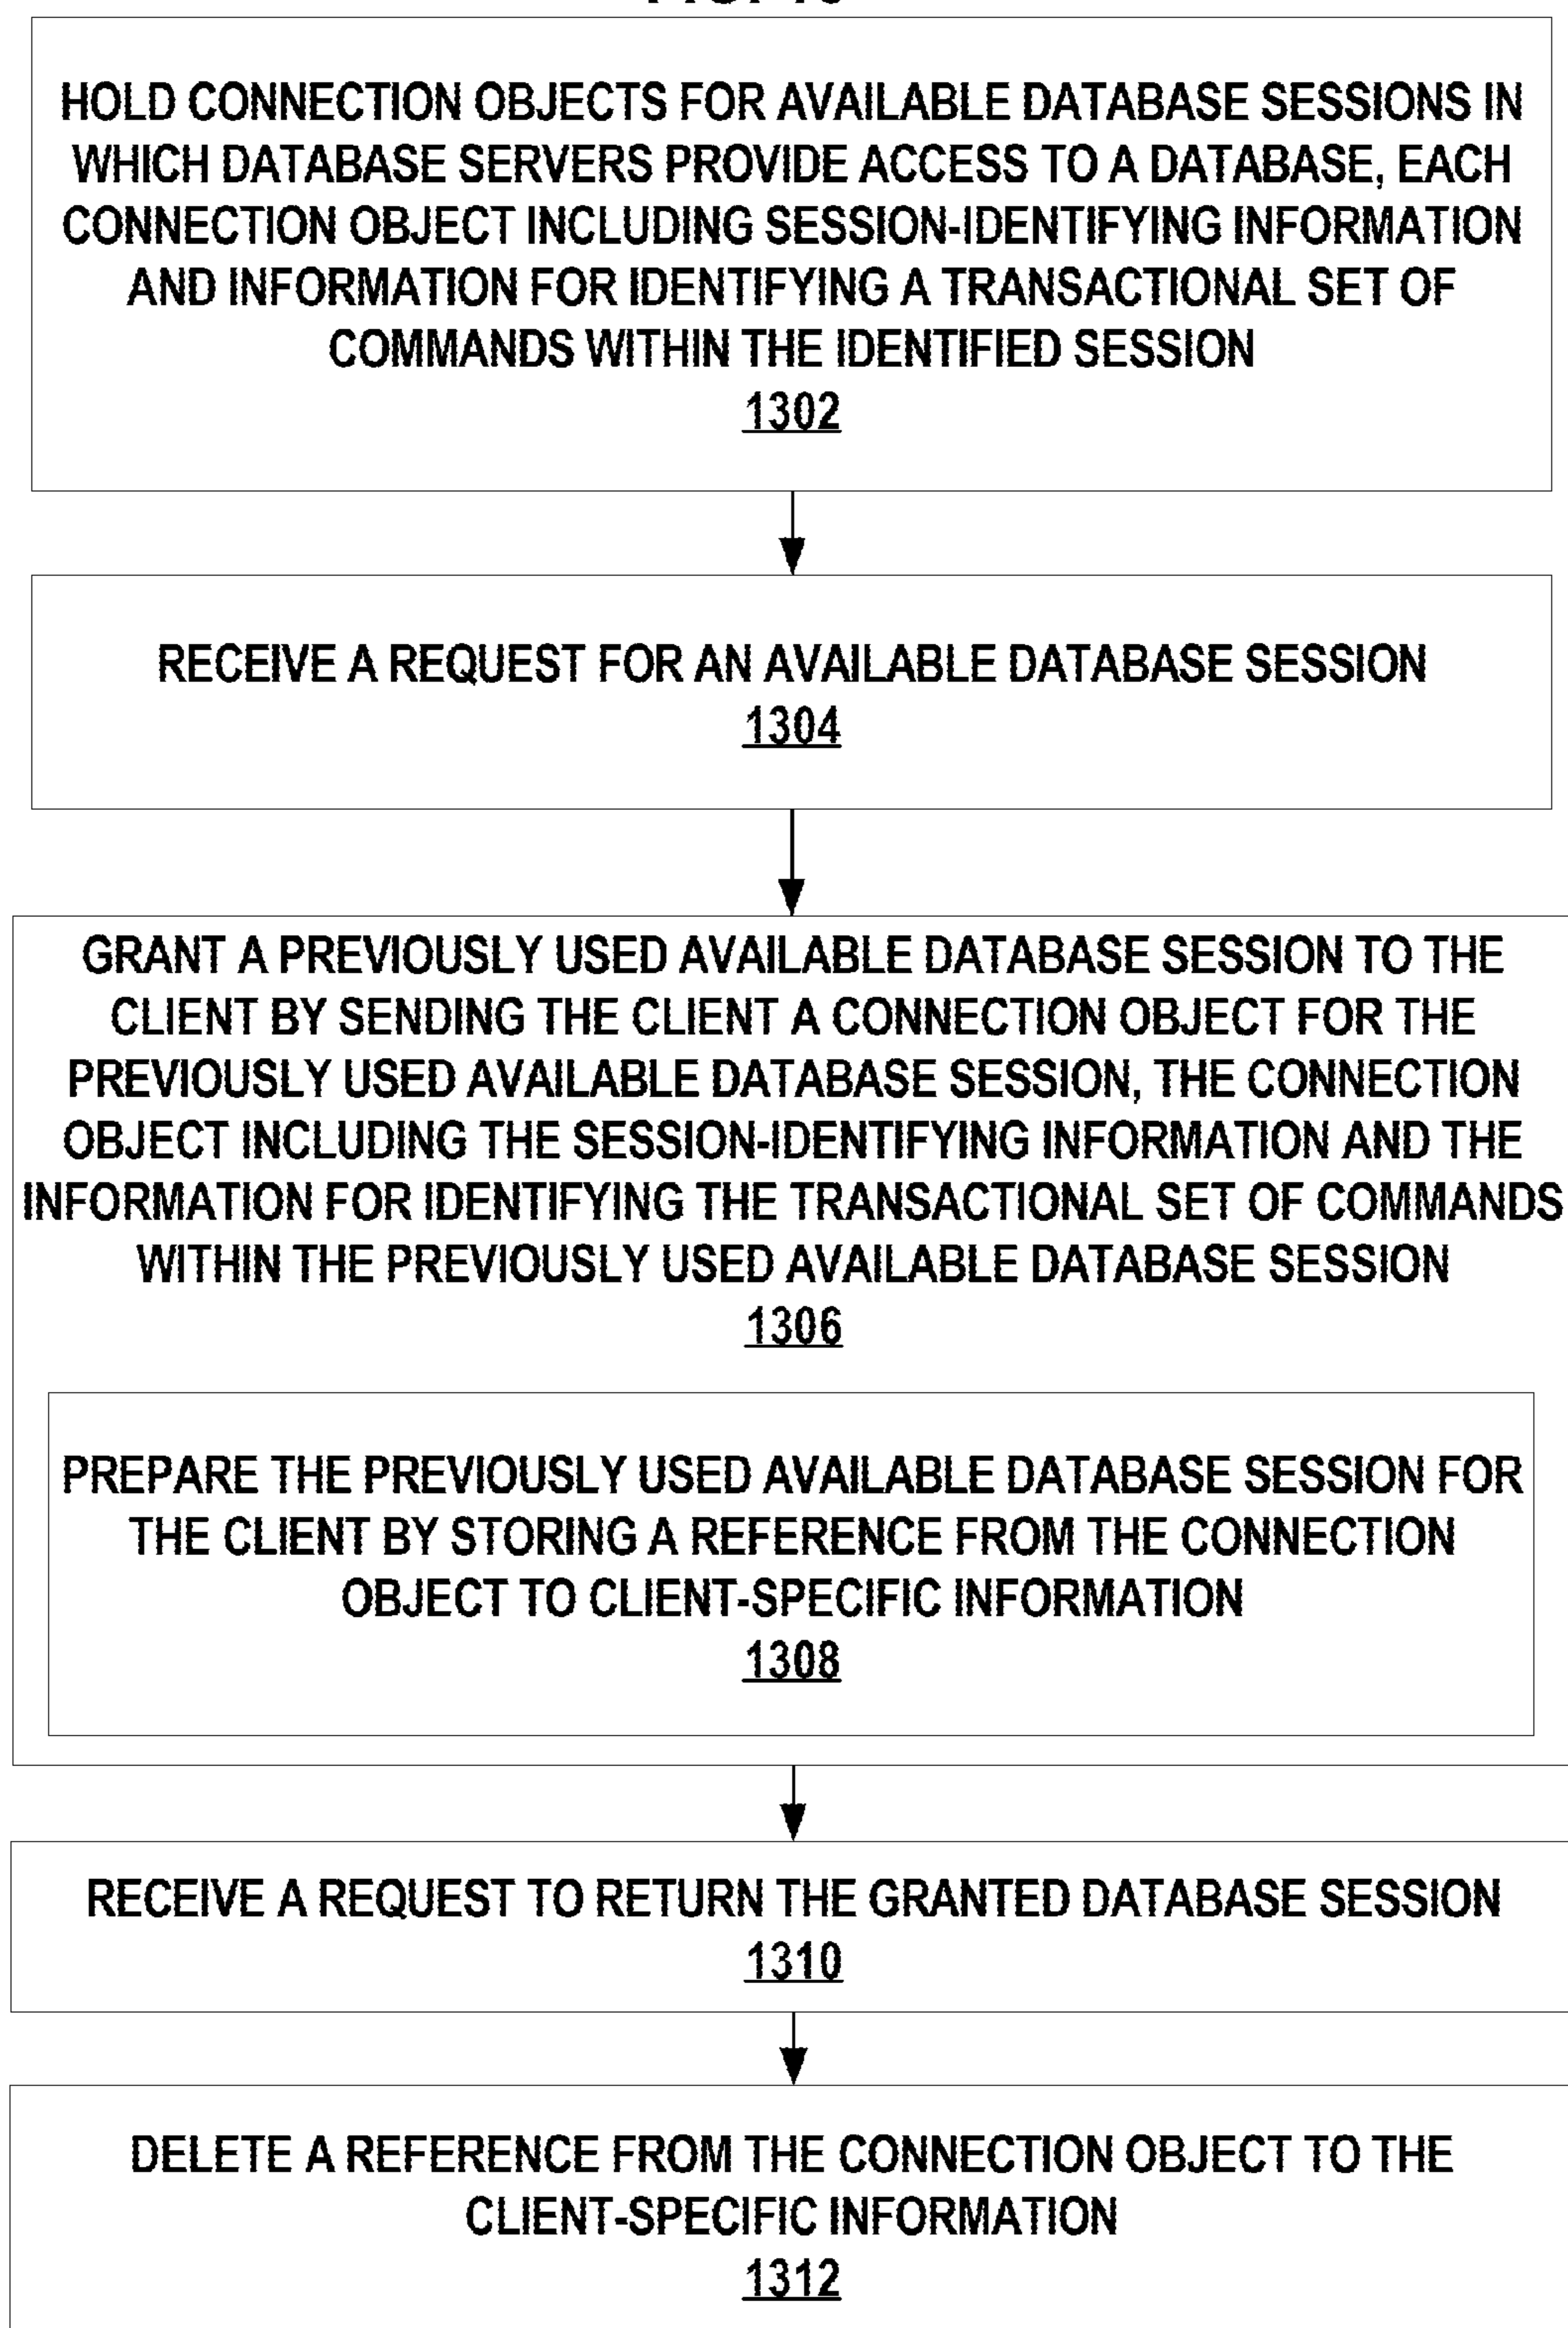 HOLD CONNECTION OBJECTS FOR AVAILABLE DATABASE SESSIONS IN
WHICH DATABASE SERVERS PROVIDE ACCESS TO A DATABASE, EACH
CONNECTION OBJECT INCLUDING SESSION-IDENTIFYING INFORMATION
AND INFORMATION FOR IDENTIFYING A TRANSACTIONAL SET OF
COMMANDS WITHIN THE IDENTIFIED SESSION
1302
RECEIVE A REQUEST FOR AN AVAILABLE DATABASE SESSION
1304
GRANT A PREVIOUSLY USED AVAILABLE DATABASE SESSION TO THE
CLIENT BY SENDING THE CLIENT A CONNECTION OBJECT FOR THE
PREVIOUSLY USED AVAILABLE DATABASE SESSION, THE CONNECTION
OBJECT INCLUDING THE SESSION-IDENTIFYING INFORMATION AND THE
INFORMATION FOR IDENTIFYING THE TRANSACTIONAL SET OF COMMANDS
WITHIN THE PREVIOUSLY USED AVAILABLE DATABASE SESSION
1306
PREPARE THE PREVIOUSLY USED AVAILABLE DATABASE SESSION FOR
THE CLIENT BY STORING A REFERENCE FROM THE CONNECTION
OBJECT TO CLIENT-SPECIFIC INFORMATION
1308
RECEIVE A REQUEST TO RETURN THE GRANTED DATABASE SESSION
1310
DELETE A REFERENCE FROM THE CONNECTION OBJECT TO THE
CLIENT-SPECIFIC INFORMATION
1312